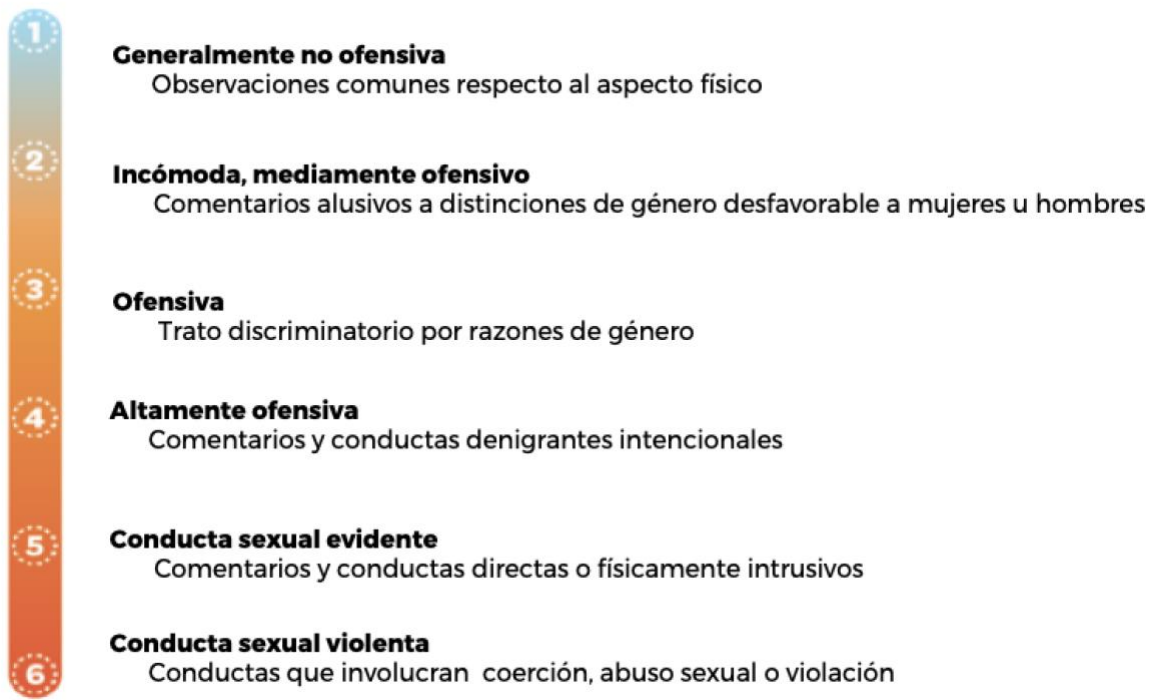 1
Generalmente no ofensiva
Observaciones comunes respecto al aspecto físico
2
Incómoda, mediamente ofensivo
Comentarios alusivos a distinciones de género desfavorable a mujeres u hombres
3
Ofensiva
Trato discriminatorio por razones de género
4
Altamente ofensiva
Comentarios y conductas denigrantes intencionales
5
Conducta sexual evidente
Comentarios y conductas directas o físicamente intrusivos
6
Conducta sexual violenta
Conductas que involucran coerción, abuso sexual o violación